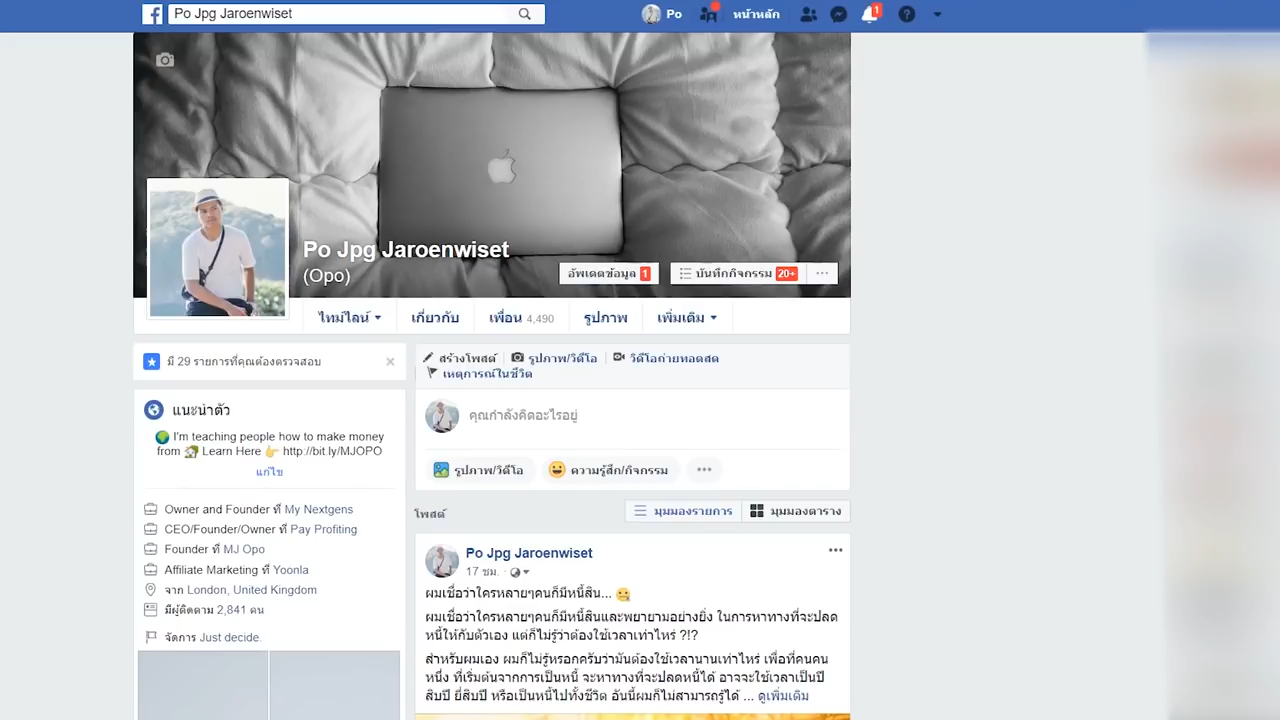 Po Jpg Jaroenwiset
Po
หน้าหลัก
1
Po Jpg Jaroenwiset
(Opo)
อัพเดตข้อมูล 1
บันทึกกิจกรรม 20+
ไทม์ไลน์
เกี่ยวกับ
เพื่อน 4,490
รูปภาพ
เพิ่มเติม
มี 29 รายการที่คุณต้องตรวจสอบ
แนะนำตัว
🌍 I'm teaching people how to make money
from 🏡 Learn Here 👉 http://bit.ly/MJOPO
แก้ไข
Owner and Founder ที่ My Nextgens
CEO/Founder/Owner ที่ Pay Profiting
Founder ที่ MJ Opo
Affiliate Marketing ที่ Yoonla
จาก London, United Kingdom
มีผู้ติดตาม 2,841 คน
จัดการ Just decide.
สร้างโพสต์
รูปภาพ/วิดีโอ
วิดีโอถ่ายทอดสด
เหตุการณ์ในชีวิต
คุณกำลังคิดอะไรอยู่
รูปภาพ/วิดีโอ
ความรู้สึก/กิจกรรม
โพสต์
มุมมองรายการ
มุมมองตาราง
Po Jpg Jaroenwiset
17 ชม. ·
ผมเชื่อว่าใครหลายๆคนก็มีหนี้สิน... 🤐
ผมเชื่อว่าใครหลายๆคนก็มีหนี้สินและพยายามอย่างยิ่ง ในการหาทางที่จะปลด
หนี้ให้กับตัวเอง แต่ก็ไม่รู้ว่าต้องใช้เวลาเท่าไหร่ ?!?
สำหรับผมเอง ผมก็ไม่รู้หรอกครับว่ามันต้องใช้เวลานานเท่าไหร่ เพื่อที่คนคน
หนึ่ง ที่เริ่มต้นจากการเป็นหนี้ จะหาทางที่จะปลดหนี้ได้ อาจจะใช้เวลาเป็นปี
สิบปี ยี่สิบปี หรือเป็นหนี้ไปทั้งชีวิต อันนี้ผมก็ไม่สามารถรู้ได้ ... ดูเพิ่มเติม